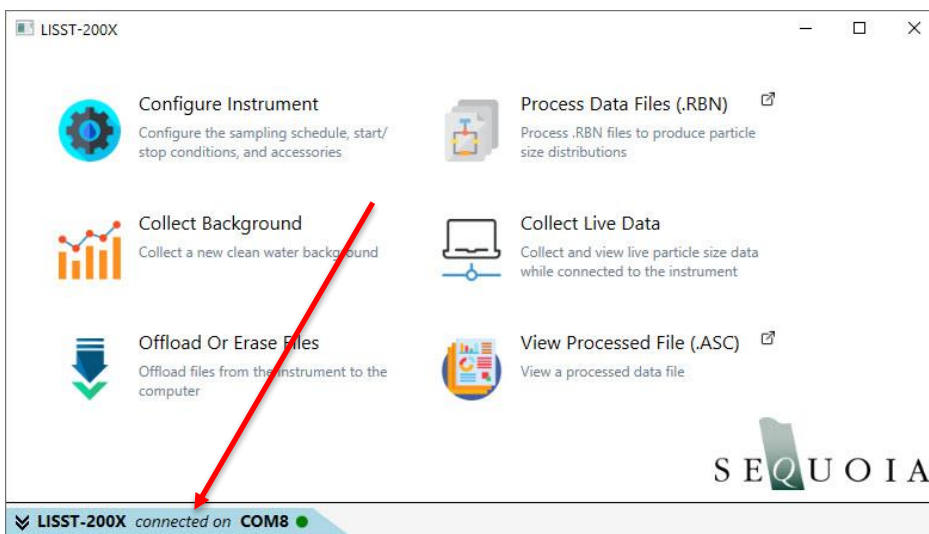 LISST-200X
Configure Instrument
Configure the sampling schedule, start/
stop conditions, and accessories
Process Data Files (.RBN)
Process .RBN files to produce particle
size distributions
Collect Background
Collect a new clean water background
Collect Live Data
Collect and view live particle size data
while connected to the instrument
Offload Or Erase Files
Offload files from the instrument to the
computer
View Processed File (.ASC)
View a processed data file
SEQUOIA
LISST-200X connected on COM8